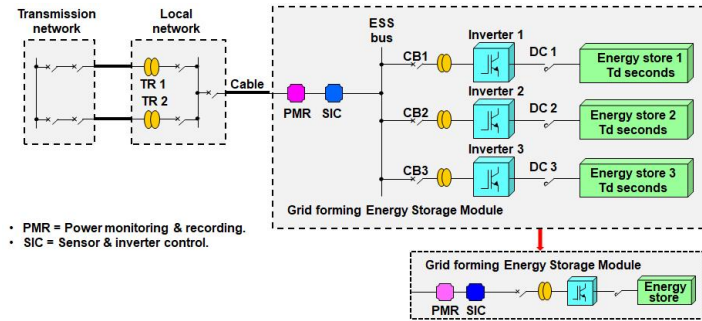 Transmission
network
Local
network
ESS
bus
Inverter 1
CB1
DC 1
Energy store 1
Td seconds
TR 1
TR 2
Cable
PMR
SIC
Inverter 2
CB2
DC 2
Energy store 2
Td seconds
Inverter 3
CB3
DC 3
Energy store 3
Td seconds
Grid forming Energy Storage Module
• PMR = Power monitoring & recording.
• SIC = Sensor & inverter control.
Grid forming Energy Storage Module
PMR
SIC
Energy
store